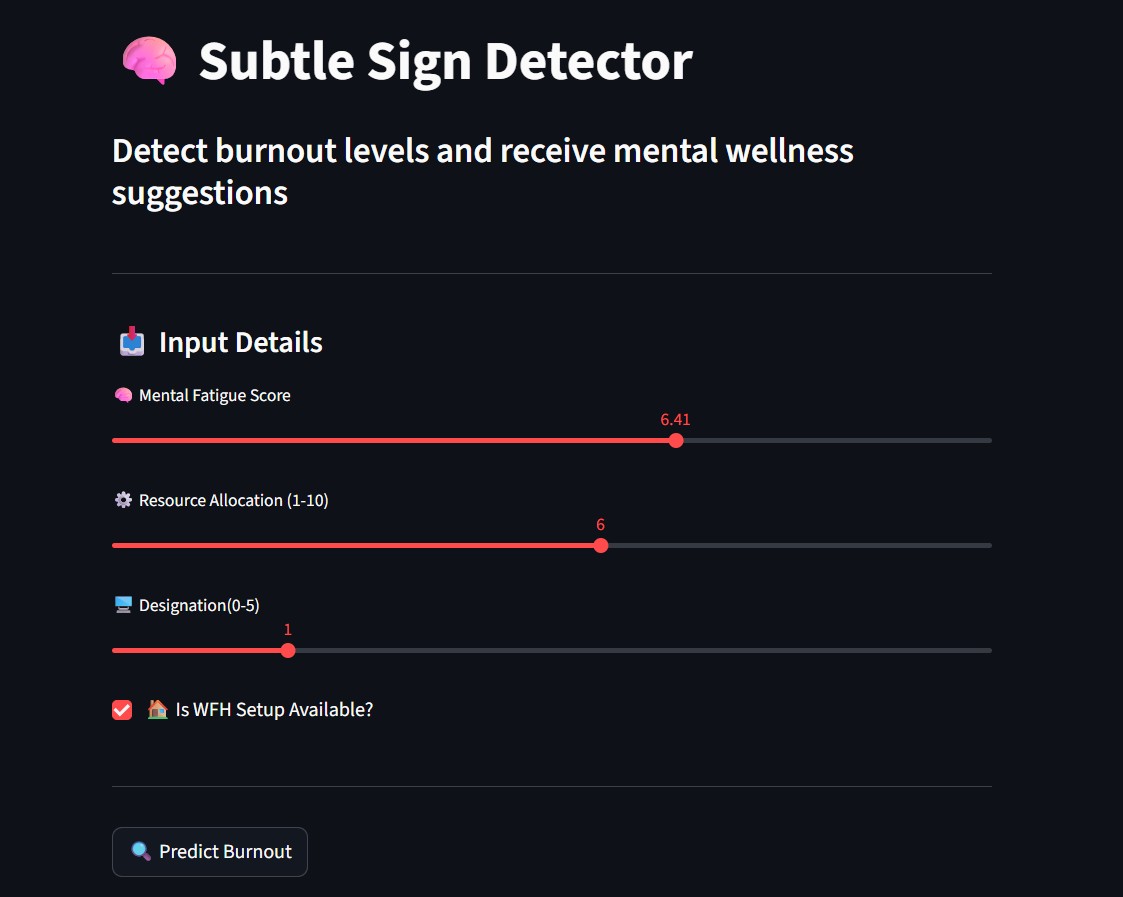 Subtle Sign Detector
Detect burnout levels and receive mental wellness
suggestions
Input Details
Mental Fatigue Score
6.41
Resource Allocation (1-10)
6
Designation(0-5)
1
Is WFH Setup Available?
Predict Burnout